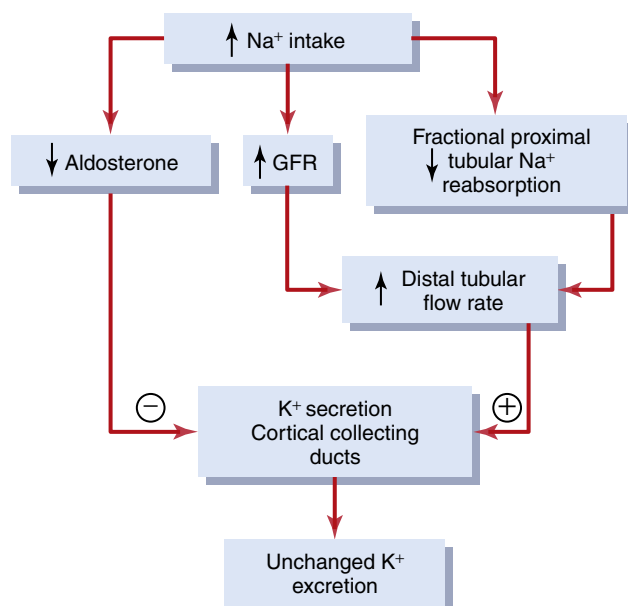 ↑ Na⁺ intake
↓ Aldosterone
↑ GFR
Fractional proximal
↓ tubular Na⁺
reabsorption
↑ Distal tubular
flow rate
−
+
K⁺ secretion
Cortical collecting
ducts
Unchanged K⁺
excretion